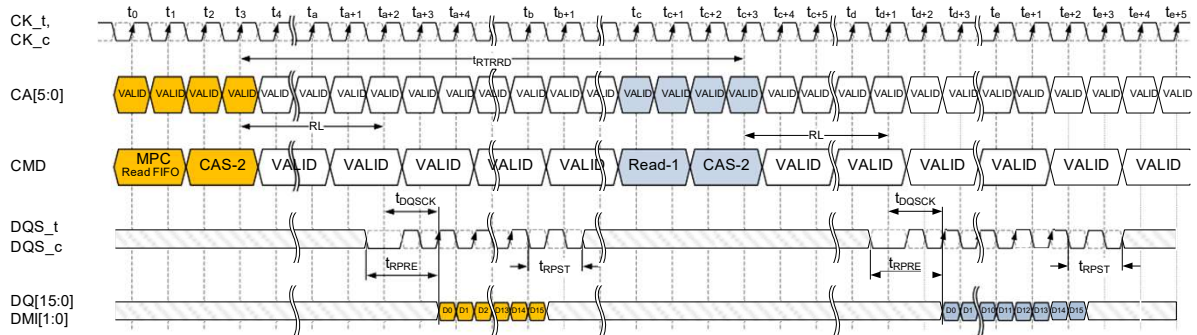 CK_t, t0 t1 t2 t3 t4 ta ta+1 ta+2 ta+3 ta+4 tb tb+1 tc tc+1 tc+2 tc+3 tc+4 tc+5 td td+1 td+2 td+3 te te+1 te+2 te+3 te+4 te+5
CK_c
tRTRRD
CA[5:0] VALID VALID VALID VALID VALID VALID VALID VALID VALID VALID VALID VALID VALID VALID VALID VALID VALID VALID VALID VALID VALID VALID VALID VALID VALID VALID VALID VALID VALID VALID
RL RL
CMD MPC Read FIFO CAS-2 VALID VALID VALID VALID VALID Read-1 CAS-2 VALID VALID VALID VALID VALID VALID
tDQSCK tDQSCK
DQS_t
DQS_c
tRPRE tRPST tRPRE tRPST
DQ[15:0] D0 D1 D2 D13 D14 D15 D0 D1 D10 D11 D12 D13 D14 D15
DMI[1:0]